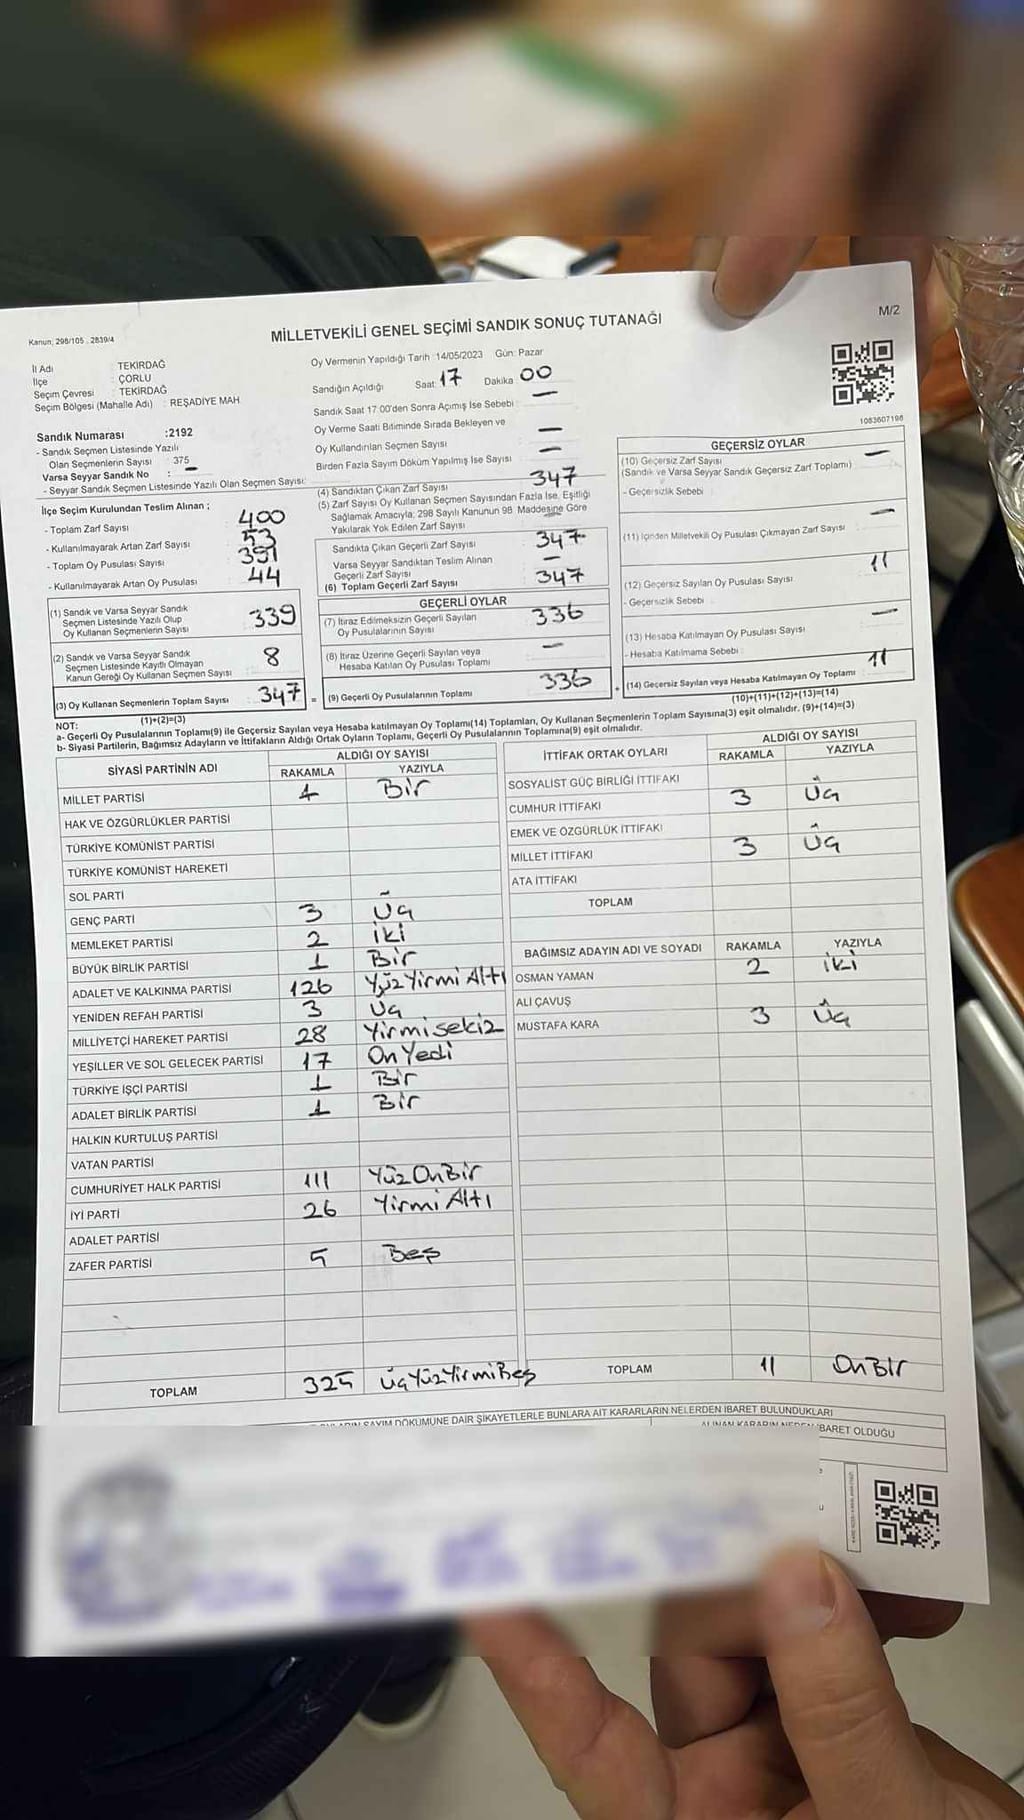 M/2
MİLLETVEKİLİ GENEL SEÇİMİ SANDIK SONUÇ TUTANAĞI
Kanun; 298/105 . 2839/4
İl Adı TEKİRDAĞ
İlçe ÇORLU
Seçim Çevresi TEKİRDAĞ
Seçim Bölgesi (Mahalle Adı) : REŞADİYE MAH
Oy Vermenin Yapıldığı Tarih :14/05/2023 Gün: Pazar
Sandığın Açıldığı Saat: 17 Dakika 00
Sandık Saat 17:00'den Sonra Açımış İse Sebebi : —
Oy Verme Saati Bitiminde Sırada Bekleyen ve
Oy Kullandırılan Seçmen Sayısı —
Birden Fazla Sayım Döküm Yapılmış İse Sayısı —
1083607196
Sandık Numarası :2192
- Sandık Seçmen Listesinde Yazılı
Olan Seçmenlerin Sayısı : 375
Varsa Seyyar Sandık No : —
- Seyyar Sandık Seçmen Listesinde Yazılı Olan Seçmen Sayısı:
İlçe Seçim Kurulundan Teslim Alınan ;
- Toplam Zarf Sayısı 400
- Kullanılmayarak Artan Zarf Sayısı 53
- Toplam Oy Pusulası Sayısı 391
- Kullanılmayarak Artan Oy Pusulası 44
(1) Sandık ve Varsa Seyyar Sandık
Seçmen Listesinde Yazılı Olup
Oy Kullanan Seçmenlerin Sayısı 339
(2) Sandık ve Varsa Seyyar Sandık
Seçmen Listesinde Kayıtlı Olmayan
Kanun Gereği Oy Kullanan Seçmen Sayısı 8
(3) Oy Kullanan Seçmenlerin Toplam Sayısı 347 =
(1)+(2)=(3)
(4) Sandıktan Çıkan Zarf Sayısı 347
(5) Zarf Sayısı Oy Kullanan Seçmen Sayısından Fazla İse, Eşitliği
Sağlamak Amacıyla; 298 Sayılı Kanunun 98. Maddesine Göre
Yakılarak Yok Edilen Zarf Sayısı —
Sandıkta Çıkan Geçerli Zarf Sayısı 347
Varsa Seyyar Sandıktan Teslim Alınan
Geçerli Zarf Sayısı —
(6) Toplam Geçerli Zarf Sayısı 347
GEÇERLİ OYLAR
(7) İtiraz Edilmeksizin Geçerli Sayılan
Oy Pusulalarının Sayısı 336
(8) İtiraz Üzerine Geçerli Sayılan veya
Hesaba Katılan Oy Pusulası Toplamı —
(9) Geçerli Oy Pusulalarının Toplamı 336 +
GEÇERSİZ OYLAR
(10) Geçersiz Zarf Sayısı —
(Sandık ve Varsa Seyyar Sandık Geçersiz Zarf Toplamı)
- Geçersizlik Sebebi :
(11) İçinden Milletvekili Oy Pusulası Çıkmayan Zarf Sayısı —
(12) Geçersiz Sayılan Oy Pusulası Sayısı 11
- Geçersizlik Sebebi :
(13) Hesaba Katılmayan Oy Pusulası Sayısı —
- Hesaba Katılmama Sebebi :
(14) Geçersiz Sayılan veya Hesaba Katılmayan Oy Toplamı 11
(10)+(11)+(12)+(13)=(14)
NOT:
a- Geçerli Oy Pusulalarının Toplamı(9) ile Geçersiz Sayılan veya Hesaba katılmayan Oy Toplamı(14) Toplamları, Oy Kullanan Seçmenlerin Toplam Sayısına(3) eşit olmalıdır. (9)+(14)=(3)
b- Siyasi Partilerin, Bağımsız Adayların ve İttifakların Aldığı Ortak Oyların Toplamı, Geçerli Oy Pusulalarının Toplamına(9) eşit olmalıdır.
SİYASİ PARTİNİN ADI ALDIĞI OY SAYISI
RAKAMLA YAZIYLA
MİLLET PARTİSİ 1 Bir
HAK VE ÖZGÜRLÜKLER PARTİSİ
TÜRKİYE KOMÜNİST PARTİSİ
TÜRKİYE KOMÜNİST HAREKETİ
SOL PARTİ
GENÇ PARTİ 3 Üç
MEMLEKET PARTİSİ 2 iki
BÜYÜK BİRLİK PARTİSİ 1 Bir
ADALET VE KALKINMA PARTİSİ 126 YüzYirmi Altı
YENİDEN REFAH PARTİSİ 3 Üç
MİLLİYETÇİ HAREKET PARTİSİ 28 Yirmisekiz
YEŞİLLER VE SOL GELECEK PARTİSİ 17 OnYedi
TÜRKİYE İŞÇİ PARTİSİ 1 Bir
ADALET BİRLİK PARTİSİ 1 Bir
HALKIN KURTULUŞ PARTİSİ
VATAN PARTİSİ
CUMHURİYET HALK PARTİSİ 111 YüzOnBir
İYİ PARTİ 26 Yirmi Altı
ADALET PARTİSİ
ZAFER PARTİSİ 5 Beş
TOPLAM 325 ÜçYüzYirmiBeş
İTTİFAK ORTAK OYLARI ALDIĞI OY SAYISI
RAKAMLA YAZIYLA
SOSYALİST GÜÇ BİRLİĞİ İTTİFAKI
CUMHUR İTTİFAKI 3 Üç
EMEK VE ÖZGÜRLÜK İTTİFAKI
MİLLET İTTİFAKI 3 Üç
ATA İTTİFAKI
TOPLAM
BAĞIMSIZ ADAYIN ADI VE SOYADI RAKAMLA YAZIYLA
OSMAN YAMAN 2 iki
ALİ ÇAVUŞ
MUSTAFA KARA 3 Üç
TOPLAM 11 OnBir
SAYIM DÖKÜMÜNE DAİR ŞİKAYETLERLE BUNLARA AİT KARARLARIN NELERDEN İBARET BULUNDUKLARI
ALINAN KARARIN NEDEN İBARET OLDUĞU